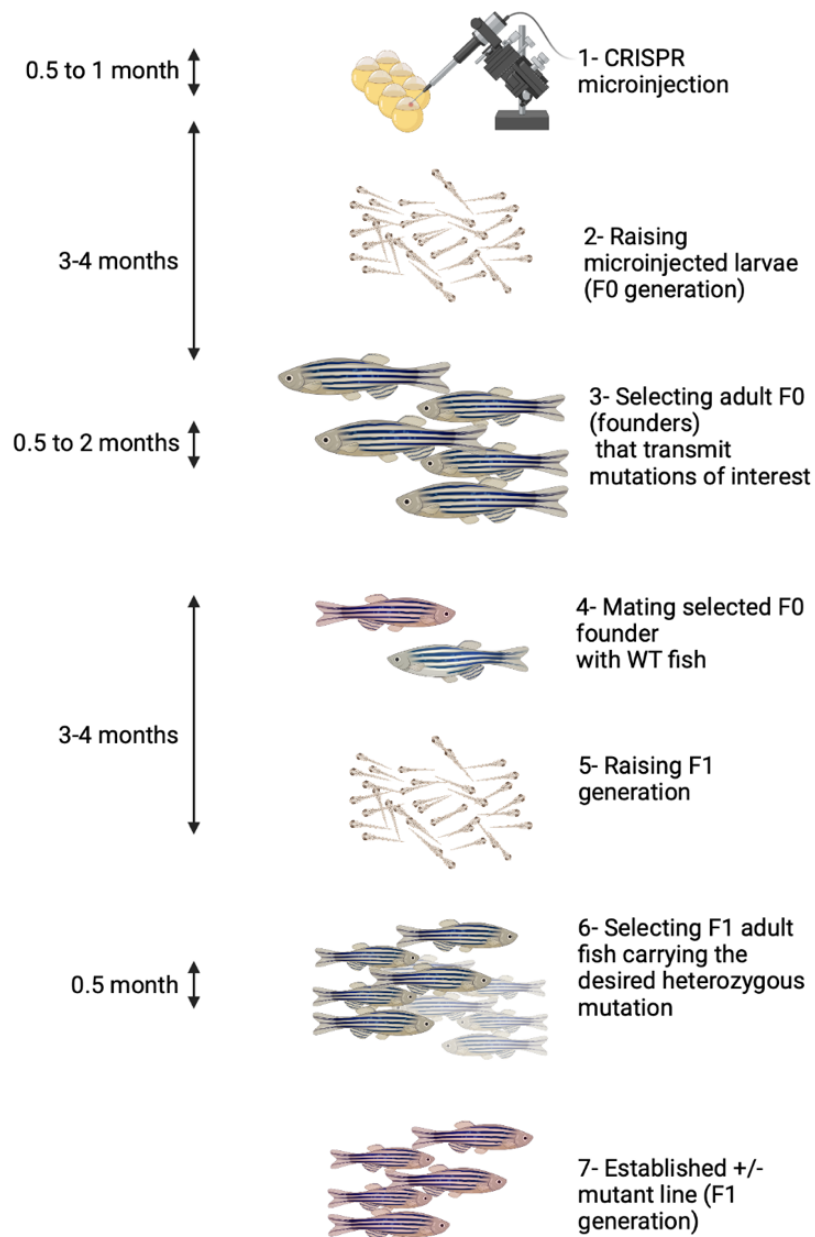 0.5 to 1 month
1- CRISPR
microinjection
3-4 months
2- Raising
microinjected larvae
(F0 generation)
3- Selecting adult F0
(founders)
that transmit
mutations of interest
0.5 to 2 months
4- Mating selected F0
founder
with WT fish
3-4 months
5- Raising F1
generation
6- Selecting F1 adult
fish carrying the
desired heterozygous
mutation
0.5 month
7- Established +/-
mutant line (F1
generation)